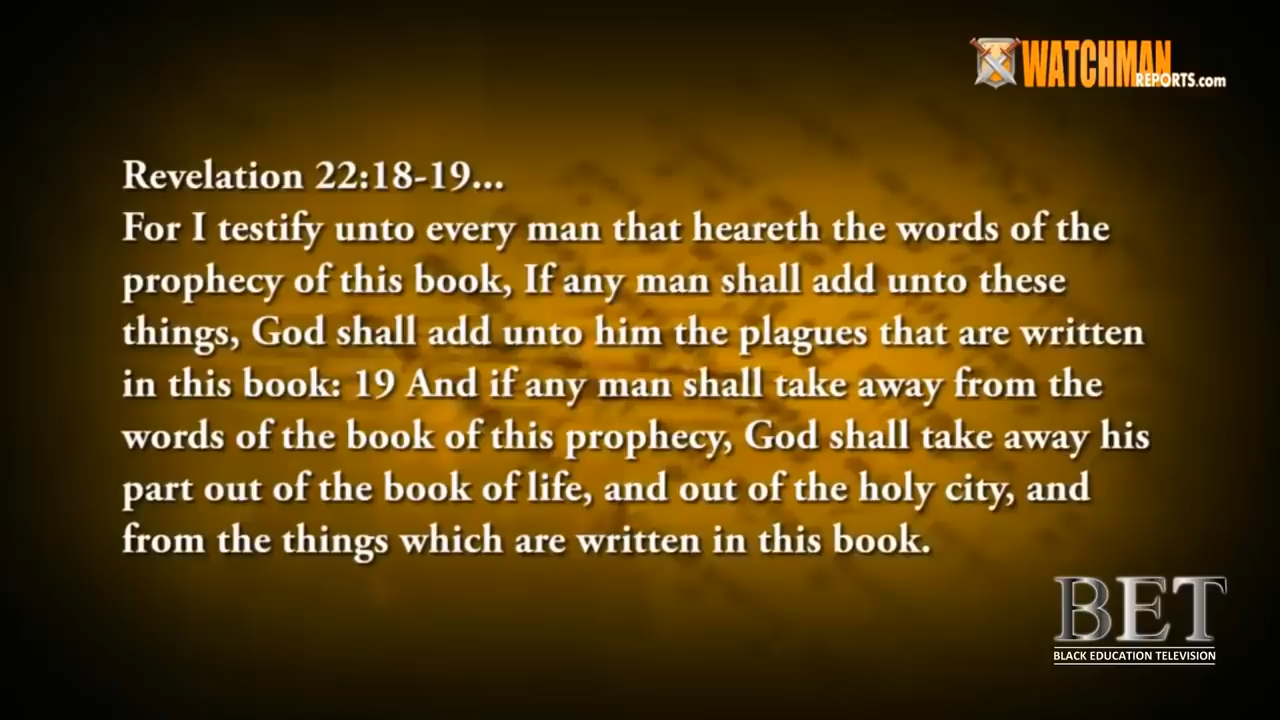 WATCHMAN
REPORTS.com
Revelation 22:18-19...
For I testify unto every man that heareth the words of the
prophecy of this book, If any man shall add unto these
things, God shall add unto him the plagues that are written
in this book: 19 And if any man shall take away from the
words of the book of this prophecy, God shall take away his
part out of the book of life, and out of the holy city, and
from the things which are written in this book.
BET
BLACK EDUCATION TELEVISION